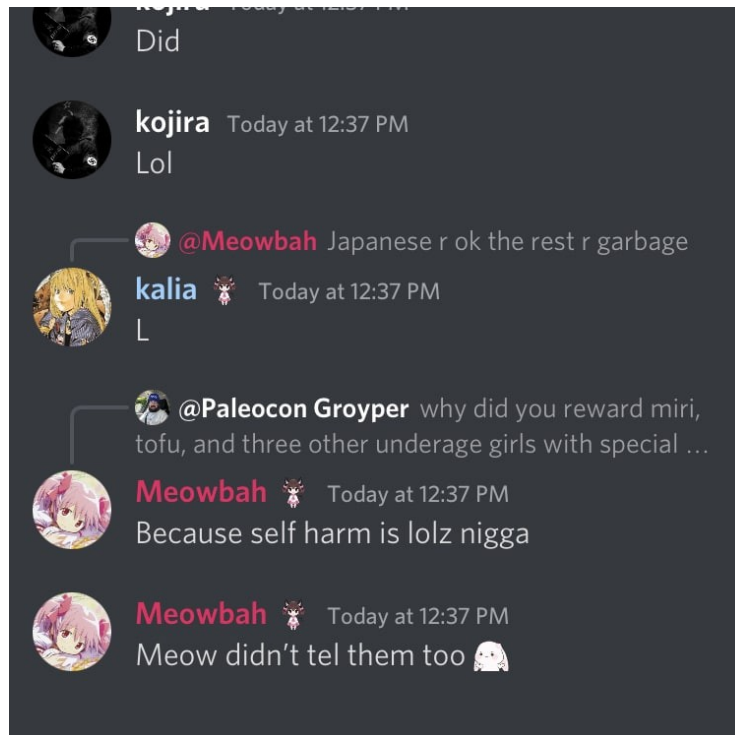 Did
kojira Today at 12:37 PM
Lol
@Meowbah Japanese r ok the rest r garbage
kalia Today at 12:37 PM
L
@Paleocon Groyper why did you reward miri,
tofu, and three other underage girls with special ...
Meowbah Today at 12:37 PM
Because self harm is lolz nigga
Meowbah Today at 12:37 PM
Meow didn't tel them too